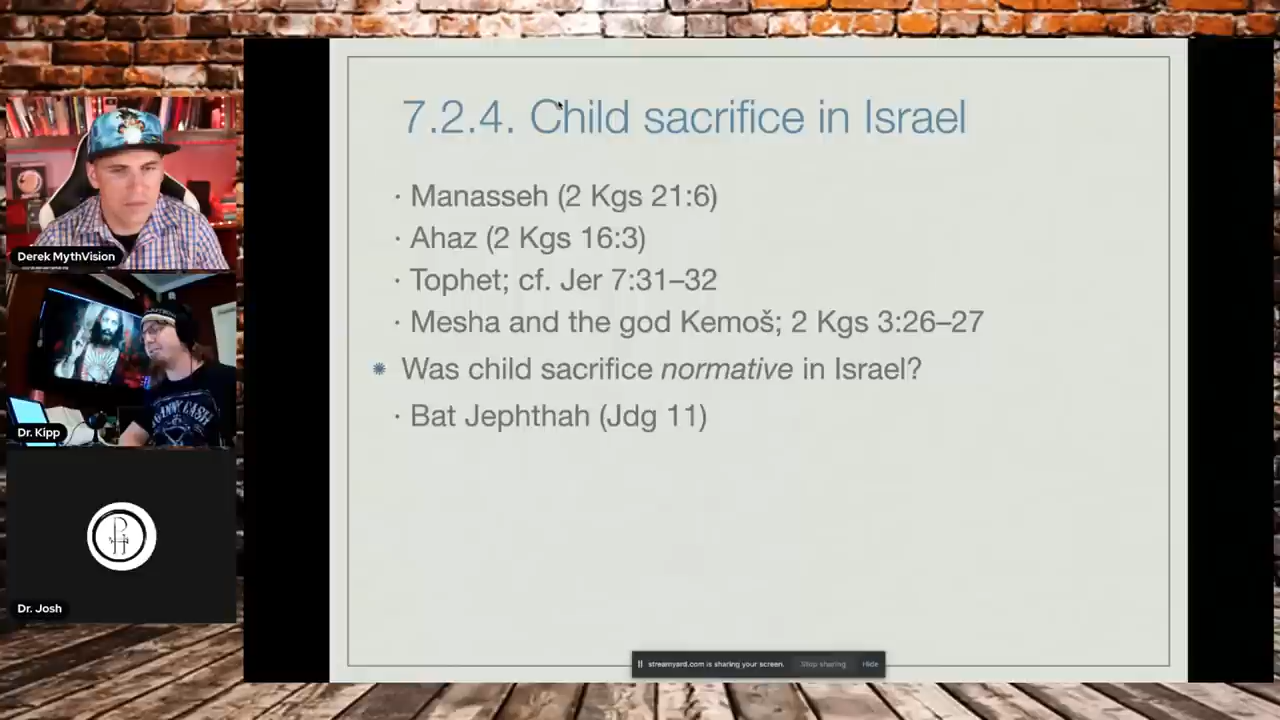 7.2.4. Child sacrifice in Israel
· Manasseh (2 Kgs 21:6)
· Ahaz (2 Kgs 16:3)
· Tophet; cf. Jer 7:31–32
· Mesha and the god Kemoš; 2 Kgs 3:26–27
Was child sacrifice normative in Israel?
· Bat Jephthah (Jdg 11)
Derek MythVision
Dr. Kipp
Dr. Josh
streamyard.com is sharing your screen. Stop sharing Hide